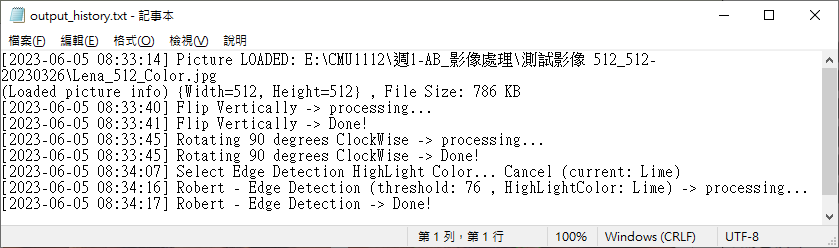 output_history.txt - 記事本
檔案(F) 編輯(E) 格式(O) 檢視(V) 說明
[2023-06-05 08:33:14] Picture LOADED: E:\CMU1112\週1-AB_影像處理\測試影像 512_512-
20230326\Lena_512_Color.jpg
(Loaded picture info) {Width=512, Height=512} , File Size: 786 KB
[2023-06-05 08:33:40] Flip Vertically -> processing...
[2023-06-05 08:33:41] Flip Vertically -> Done!
[2023-06-05 08:33:45] Rotating 90 degrees ClockWise -> processing...
[2023-06-05 08:33:45] Rotating 90 degrees ClockWise -> Done!
[2023-06-05 08:34:07] Select Edge Detection HighLight Color... Cancel (current: Lime)
[2023-06-05 08:34:16] Robert - Edge Detection (threshold: 76 , HighLightColor: Lime) -> processing...
[2023-06-05 08:34:17] Robert - Edge Detection -> Done!
第 1 列，第 1 行 100% Windows (CRLF) UTF-8